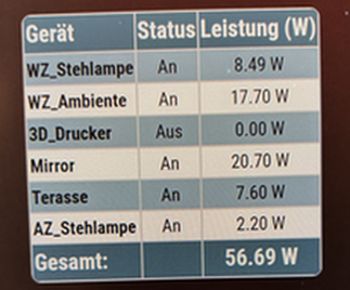 Gerät Status Leistung (W)
WZ_Stehlampe An 8.49 W
WZ_Ambiente An 17.70 W
3D_Drucker Aus 0.00 W
Mirror An 20.70 W
Terasse An 7.60 W
AZ_Stehlampe An 2.20 W
Gesamt: 56.69 W